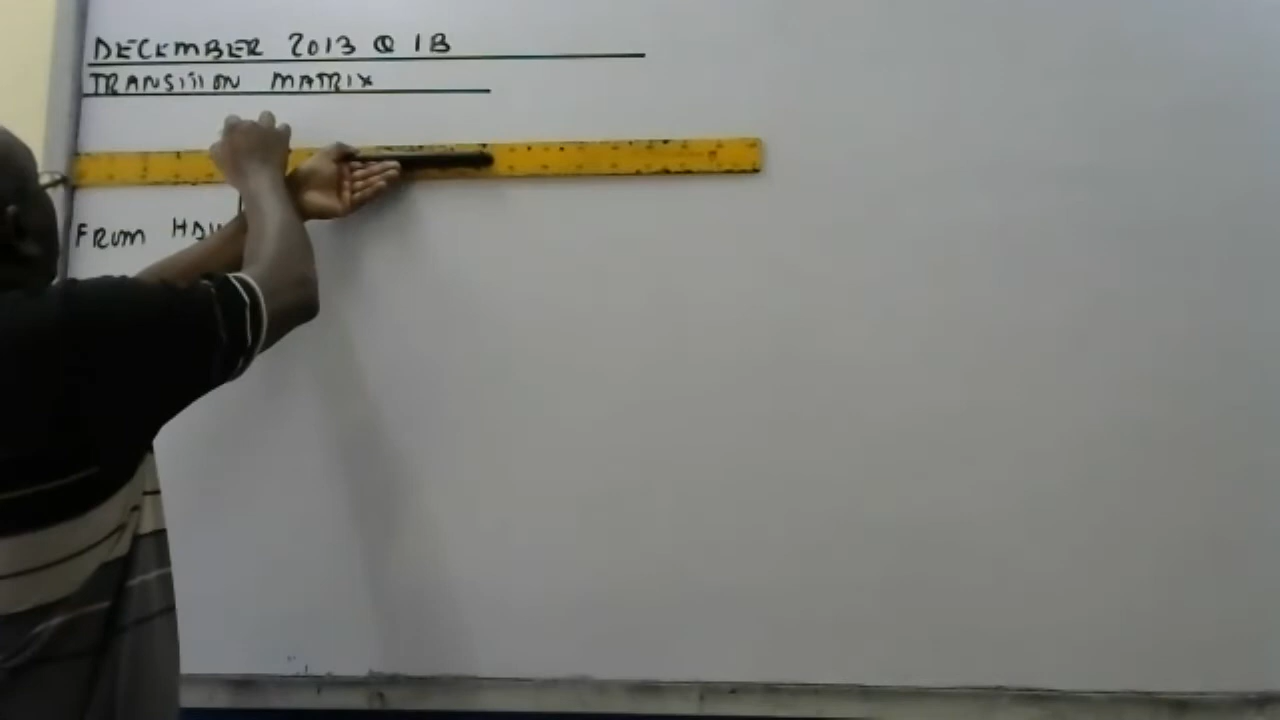 DECEMBER 2013 Q 1B
TRANSITION MATRIX
FROM